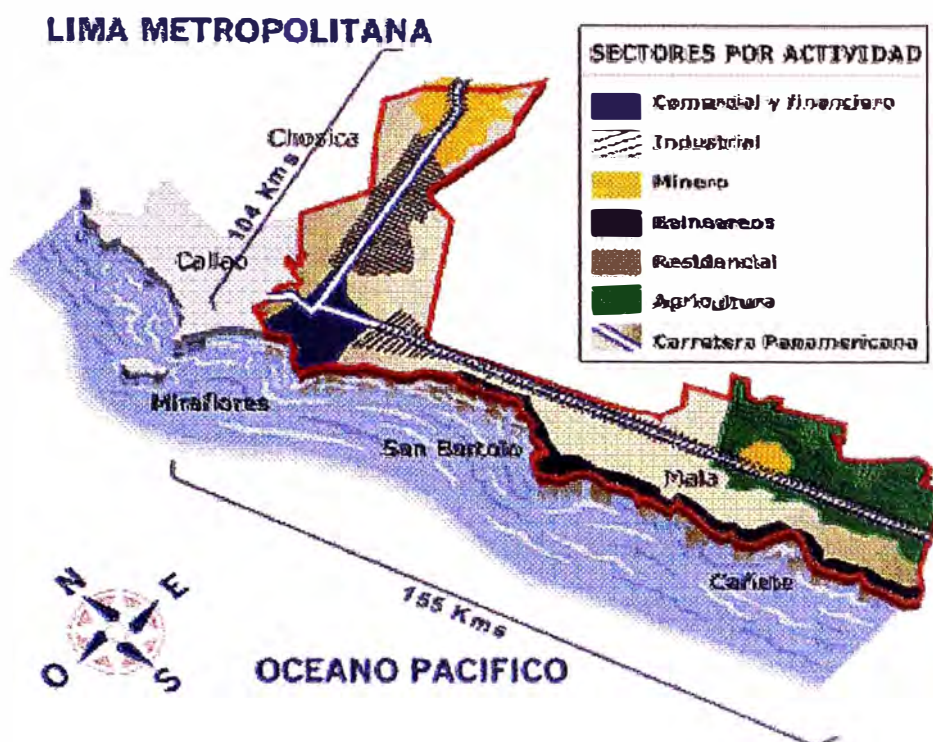 LIMA METROPOLITANA
SECTORES POR ACTIVIDAD
Comercial y financiero
Industrial
Minero
Balneareos
Residencial
Agricultura
Carretera Panamericana
Chosica
104 Kms
Callao
Miraflores
San Bartolo
Mala
Cañete
155 Kms
N
E
O
S
OCEANO PACIFICO